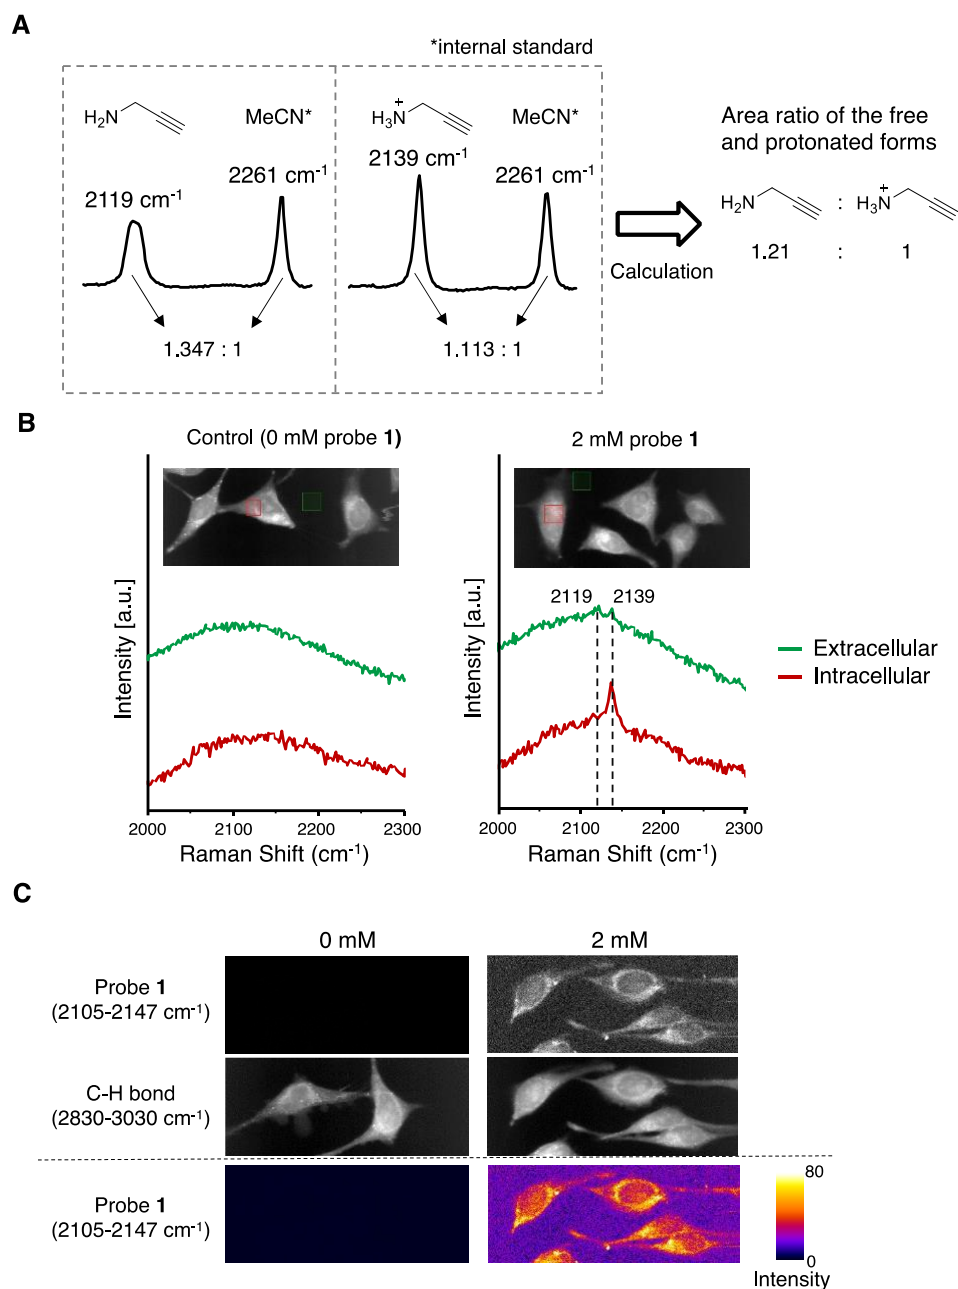 A
*internal standard
H₂N
MeCN*
H₃N⁺
MeCN*
2119 cm⁻¹
2261 cm⁻¹
2139 cm⁻¹
2261 cm⁻¹
1.347 : 1
1.113 : 1
Calculation
Area ratio of the free
and protonated forms
H₂N : H₃N⁺
1.21 : 1
B
Control (0 mM probe 1)
Intensity [a.u.]
2000 2100 2200 2300
Raman Shift (cm⁻¹)
2 mM probe 1
2119 2139
Intensity [a.u.]
2000 2100 2200 2300
Raman Shift (cm⁻¹)
Extracellular
Intracellular
C
0 mM 2 mM
Probe 1
(2105-2147 cm⁻¹)
C-H bond
(2830-3030 cm⁻¹)
Probe 1
(2105-2147 cm⁻¹)
80
0
Intensity